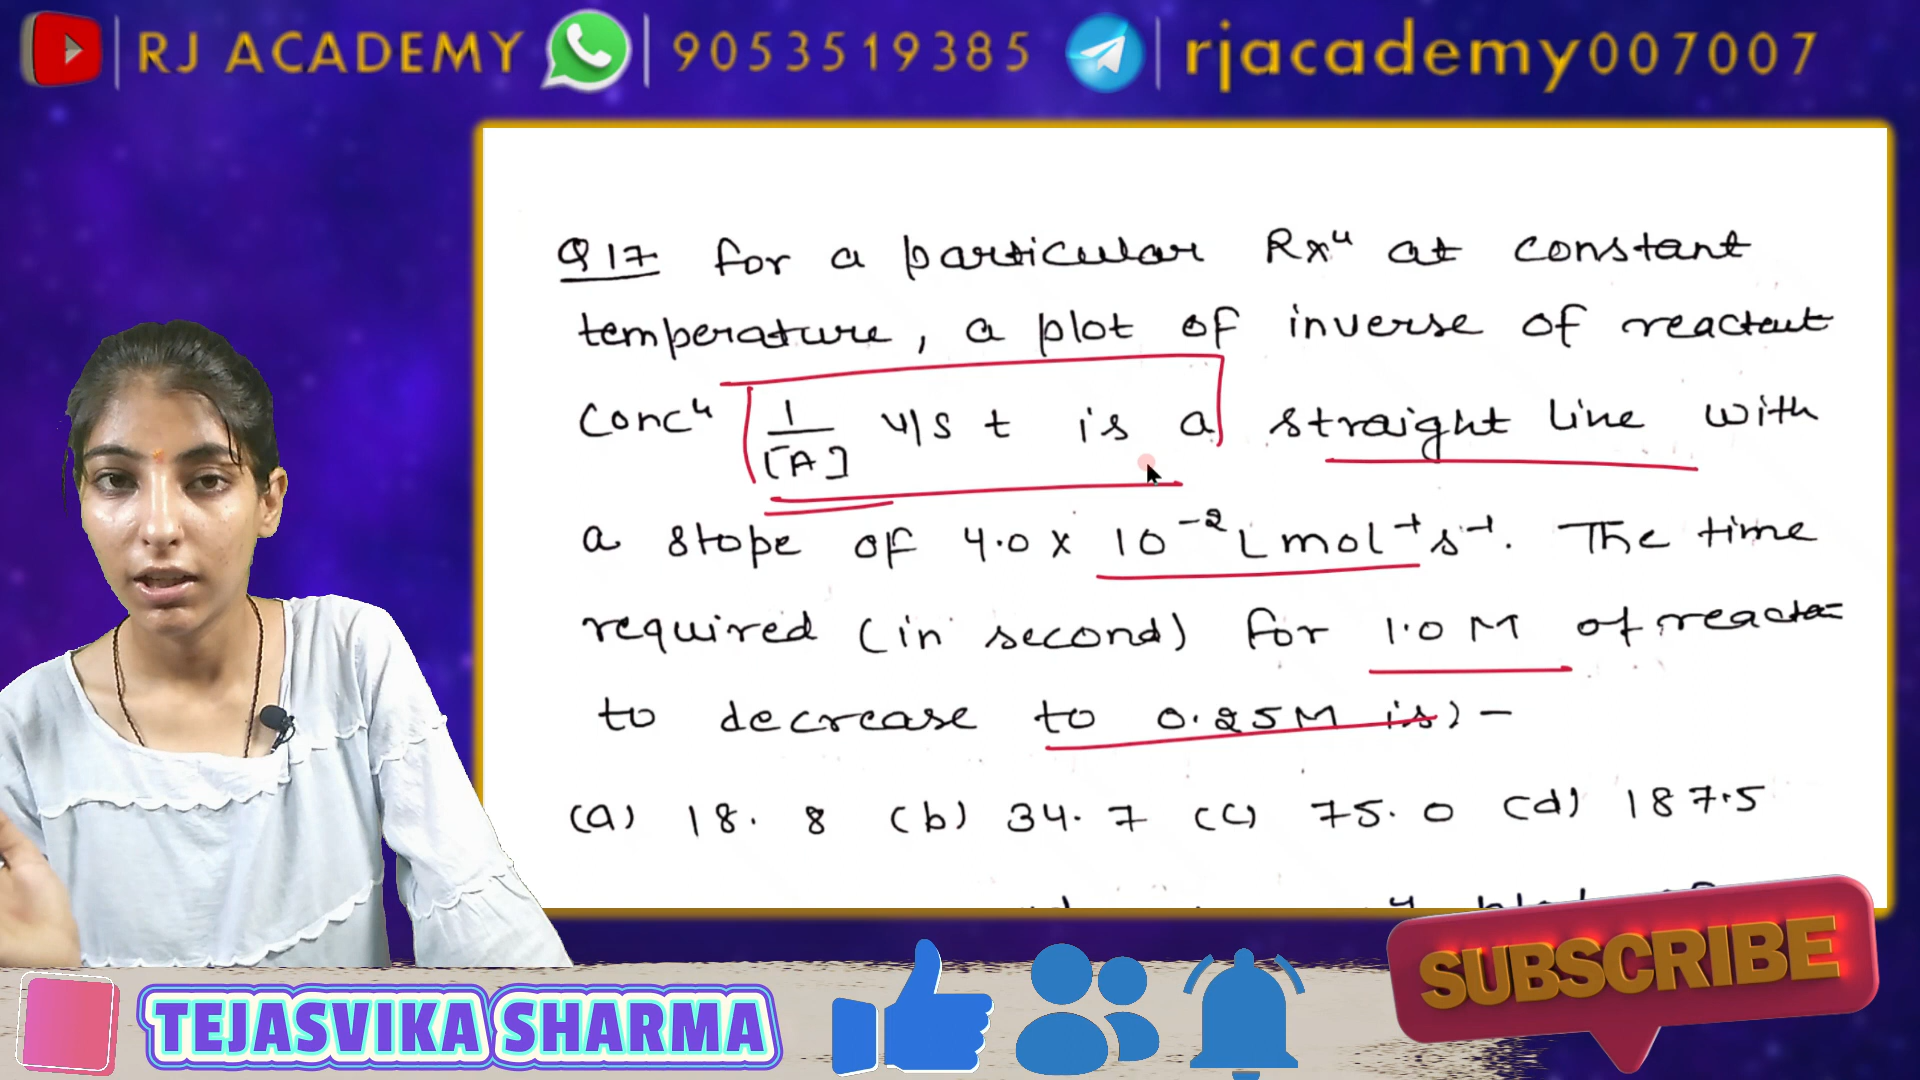 RJ ACADEMY 9053519385 rjacademy007007
Q17 for a particular Rxⁿ at constant
temperature, a plot of inverse of reactant
Concⁿ 1/[A] v/s t is a straight line with
a slope of 4.0 x 10⁻² L mol⁻¹ s⁻¹. The time
required (in second) for 1.0 M of
to decrease to 0.25M is) -
(a) 18. 8 (b) 34. 7 (c) 75. 0 (d) 187.5
SUBSCRIBE
TEJASVIKA SHARMA